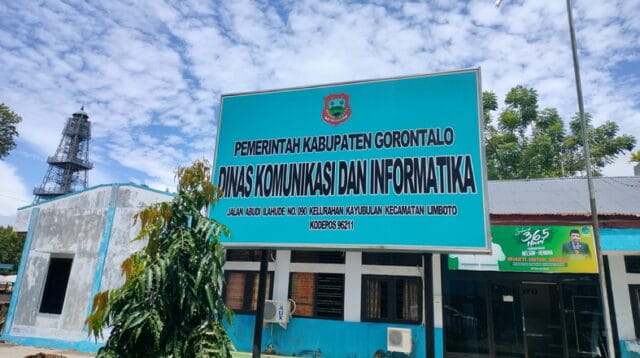 PEMERINTAH KABUPATEN GORONTALO
DINAS KOMUNIKASI DAN INFORMATIKA
JALAN ABUDI ILAHUDE NO. 090 KELURAHAN KAYUBULAN KECAMATAN LIMBOTO
KODEPOS 96211
365
Hari